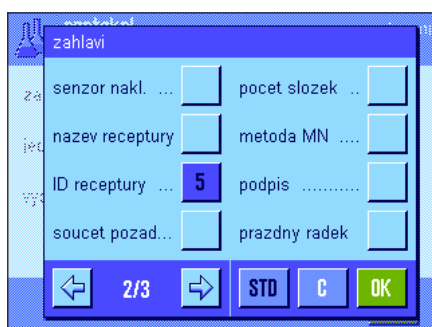 protokol
zahlavi
senzor nakl. ...
pocet slozek ..
nazev receptury
metoda MN ....
ID receptury ... 5
podpis ...........
soucet pozad...
prazdny radek
2/3 STD C OK